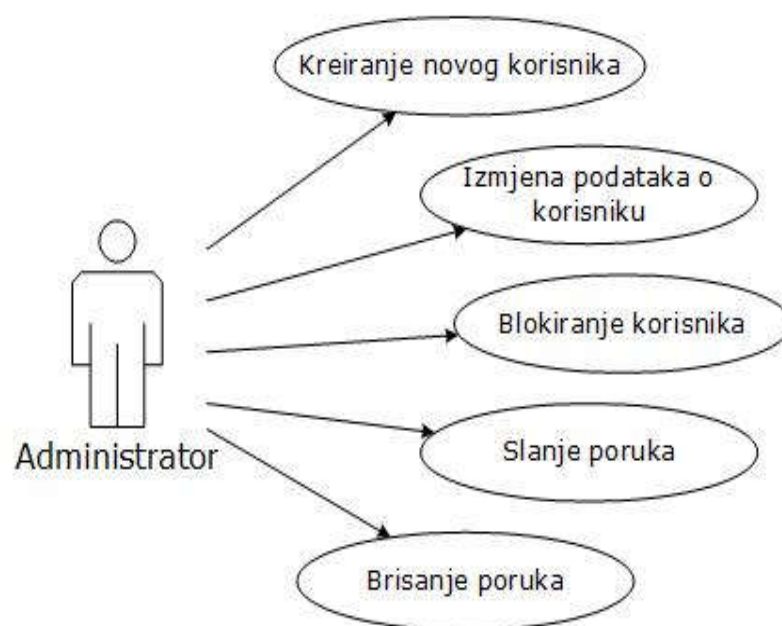 Kreiranje novog korisnika
Izmjena podataka o
korisniku
Blokiranje korisnika
Administrator
Slanje poruka
Brisanje poruka